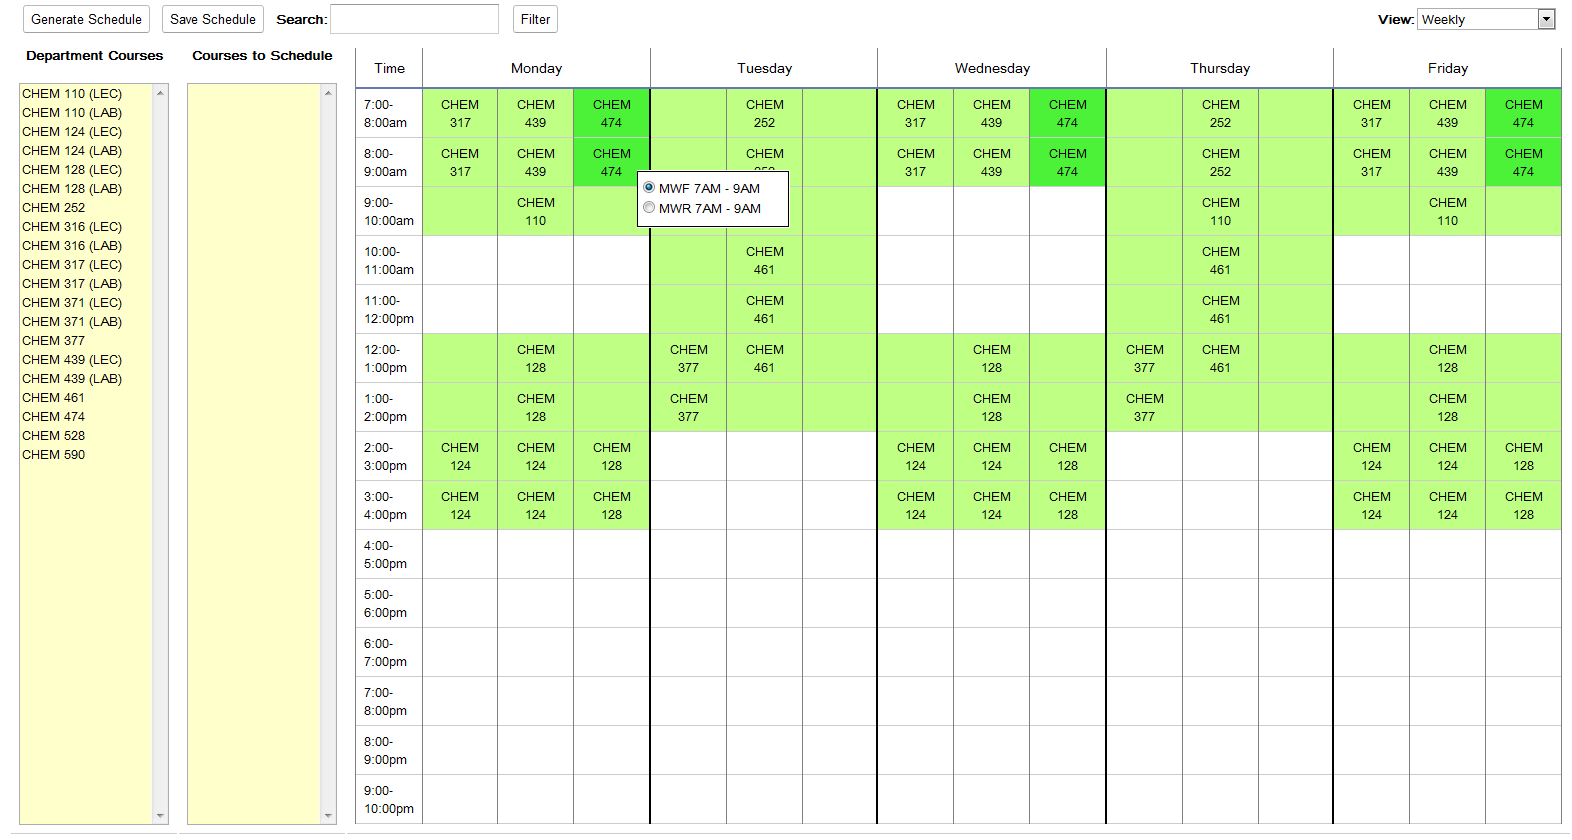 Generate Schedule Save Schedule Search: Filter View: Weekly
Department Courses Courses to Schedule
CHEM 110 (LEC)
CHEM 110 (LAB)
CHEM 124 (LEC)
CHEM 124 (LAB)
CHEM 128 (LEC)
CHEM 128 (LAB)
CHEM 252
CHEM 316 (LEC)
CHEM 316 (LAB)
CHEM 317 (LEC)
CHEM 317 (LAB)
CHEM 371 (LEC)
CHEM 371 (LAB)
CHEM 377
CHEM 439 (LEC)
CHEM 439 (LAB)
CHEM 461
CHEM 474
CHEM 528
CHEM 590
Time Monday Tuesday Wednesday Thursday Friday
7:00- CHEM CHEM CHEM CHEM CHEM CHEM CHEM CHEM CHEM CHEM CHEM
8:00am 317 439 474 252 317 439 474 252 317 439 474
8:00- CHEM CHEM CHEM CHEM CHEM CHEM CHEM CHEM CHEM CHEM CHEM
9:00am 317 439 474 317 439 474 252 317 439 474
MWF 7AM - 9AM
MWR 7AM - 9AM
9:00- CHEM CHEM CHEM
10:00am 110 110 110
10:00- CHEM CHEM
11:00am 461 461
11:00- CHEM CHEM
12:00pm 461 461
12:00- CHEM CHEM CHEM CHEM CHEM CHEM CHEM
1:00pm 128 377 461 128 377 461 128
1:00- CHEM CHEM CHEM CHEM CHEM
2:00pm 128 377 128 377 128
2:00- CHEM CHEM CHEM CHEM CHEM CHEM CHEM CHEM CHEM
3:00pm 124 124 128 124 124 128 124 124 128
3:00- CHEM CHEM CHEM CHEM CHEM CHEM CHEM CHEM CHEM
4:00pm 124 124 128 124 124 128 124 124 128
4:00-
5:00pm
5:00-
6:00pm
6:00-
7:00pm
7:00-
8:00pm
8:00-
9:00pm
9:00-
10:00pm